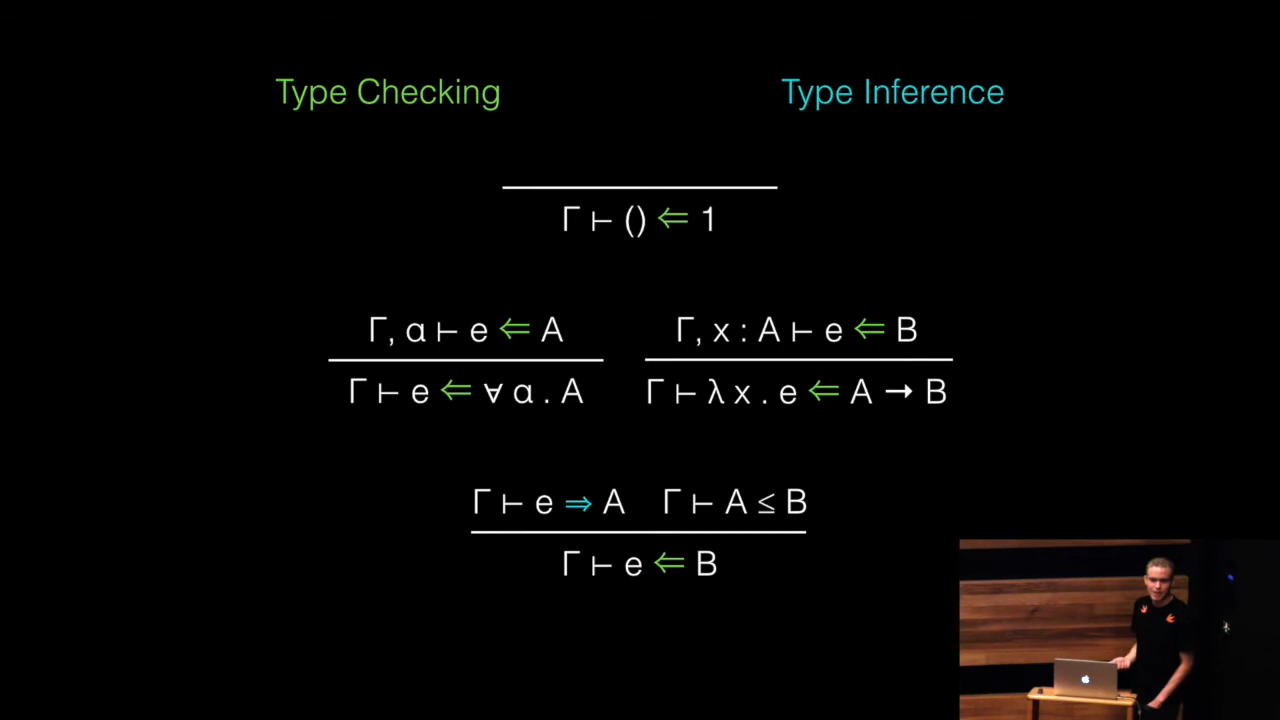 Type Checking Type Inference
Γ ⊢ () ⇐ 1
Γ, α ⊢ e ⇐ A Γ, x : A ⊢ e ⇐ B
Γ ⊢ e ⇐ ∀ α . A Γ ⊢ λ x . e ⇐ A → B
Γ ⊢ e ⇒ A Γ ⊢ A ≤ B
Γ ⊢ e ⇐ B